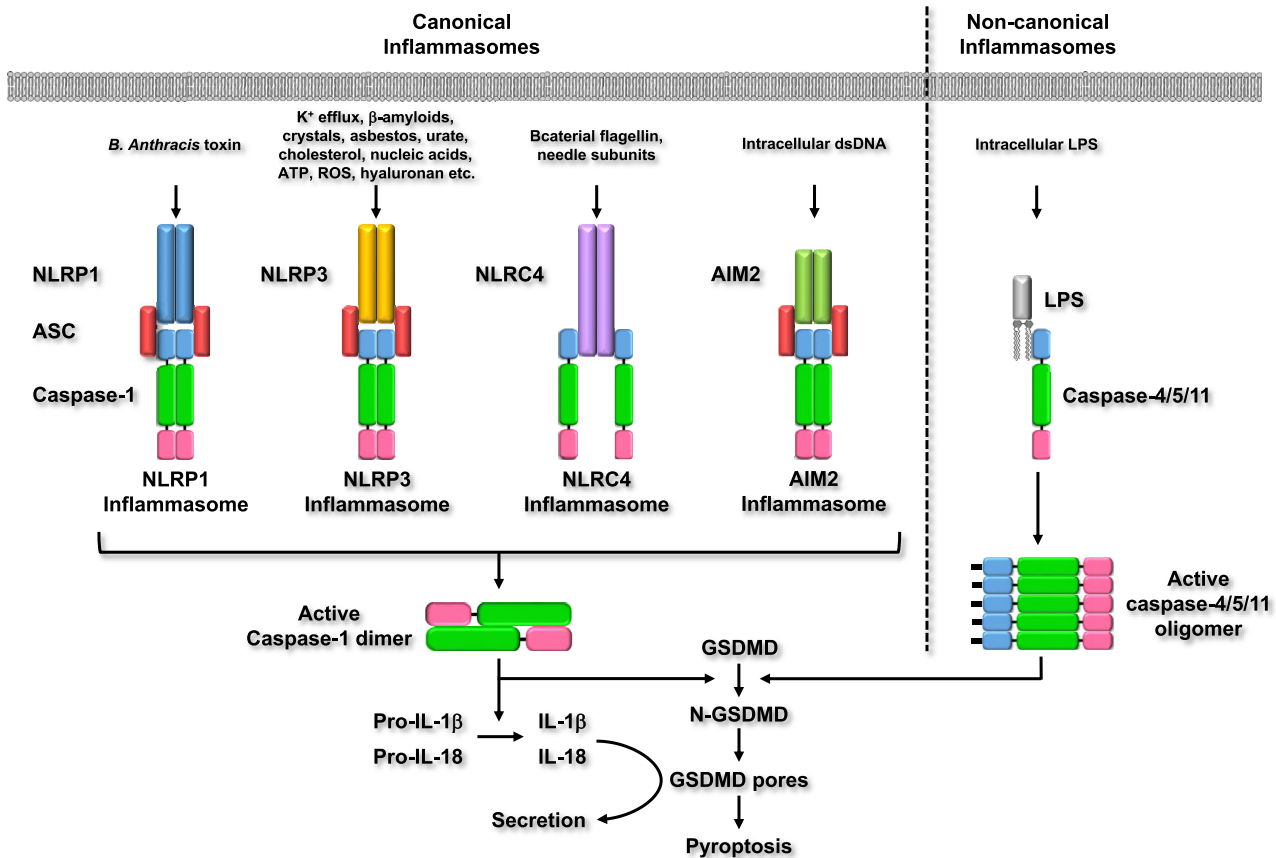 Canonical
Inflammasomes
Non-canonical
Inflammasomes
B. Anthracis toxin
K+ efflux, β-amyloids,
crystals, asbestos, urate,
cholesterol, nucleic acids,
ATP, ROS, hyaluronan etc.
Bcaterial flagellin,
needle subunits
Intracellular dsDNA
Intracellular LPS
NLRP1
NLRP3
NLRC4
AIM2
LPS
ASC
Caspase-1
Caspase-4/5/11
NLRP1
Inflammasome
NLRP3
Inflammasome
NLRC4
Inflammasome
AIM2
Inflammasome
Active
Caspase-1 dimer
Active
caspase-4/5/11
oligomer
GSDMD
N-GSDMD
Pro-IL-1β
IL-1β
Pro-IL-18
IL-18
GSDMD pores
Secretion
Pyroptosis